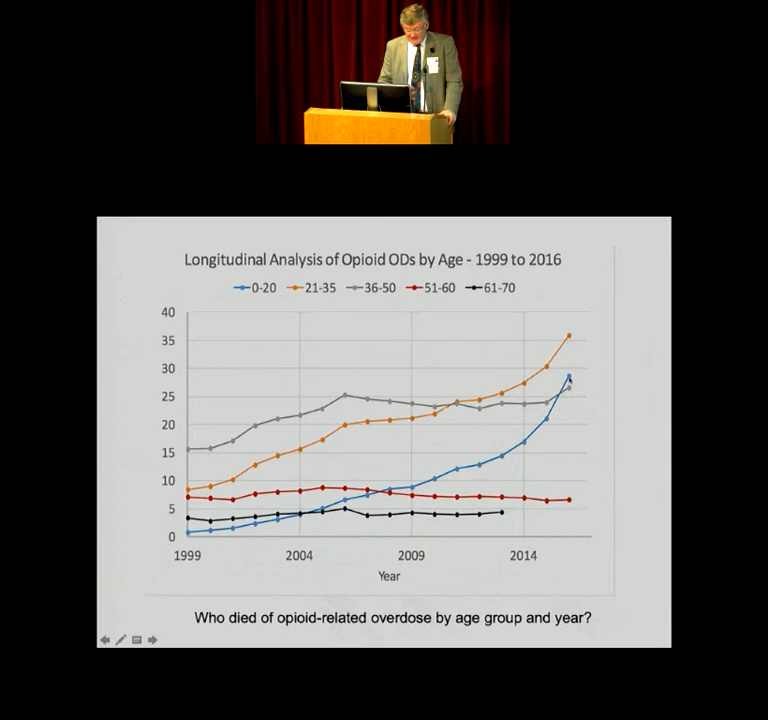 Longitudinal Analysis of Opioid ODs by Age - 1999 to 2016
0-20 21-35 36-50 51-60 61-70
40
35
30
25
20
15
10
5
0
1999 2004 2009 2014
Year
Who died of opioid-related overdose by age group and year?